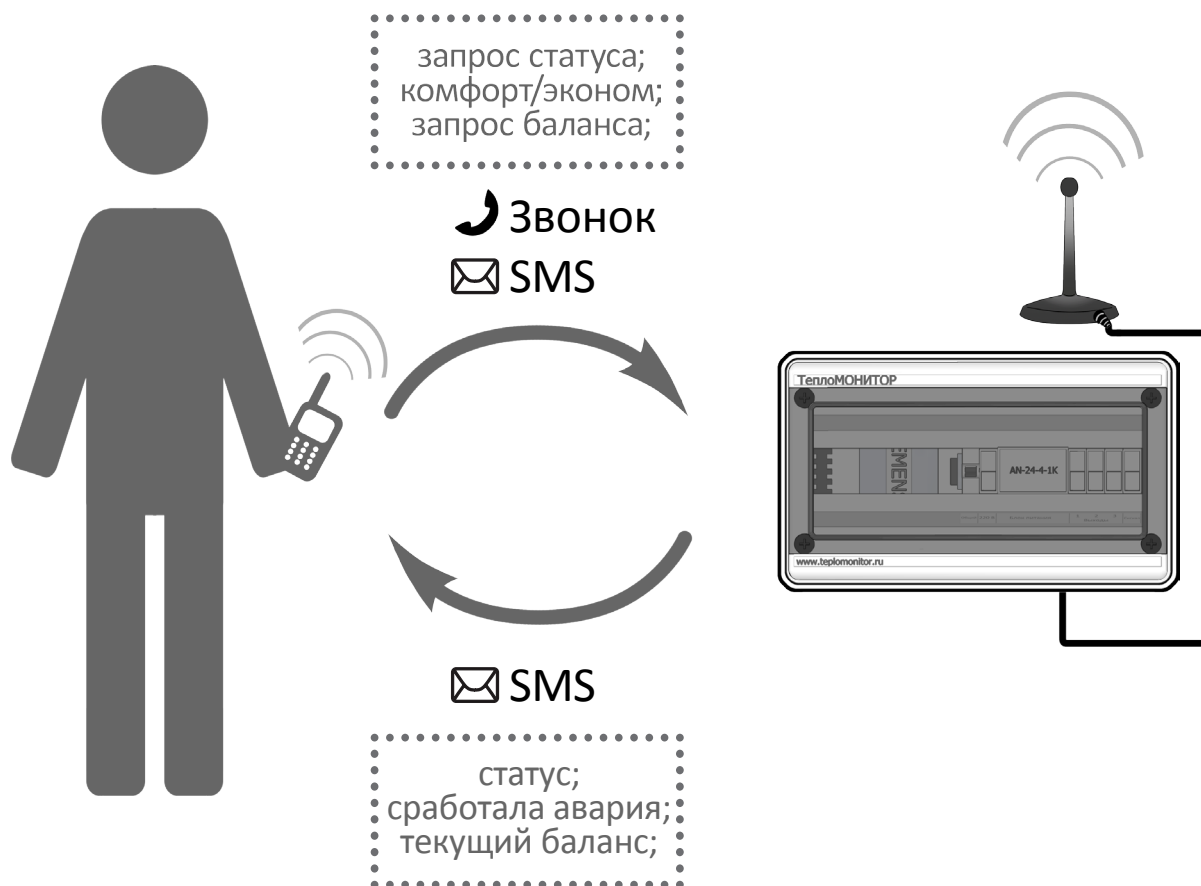 запрос статуса;
комфорт/эконом;
запрос баланса;
Звонок
SMS
ТеплоМОНИТОР
EMENS
AN-24-4-1K
www.teplomonitor.ru
SMS
статус;
сработала авария;
текущий баланс;